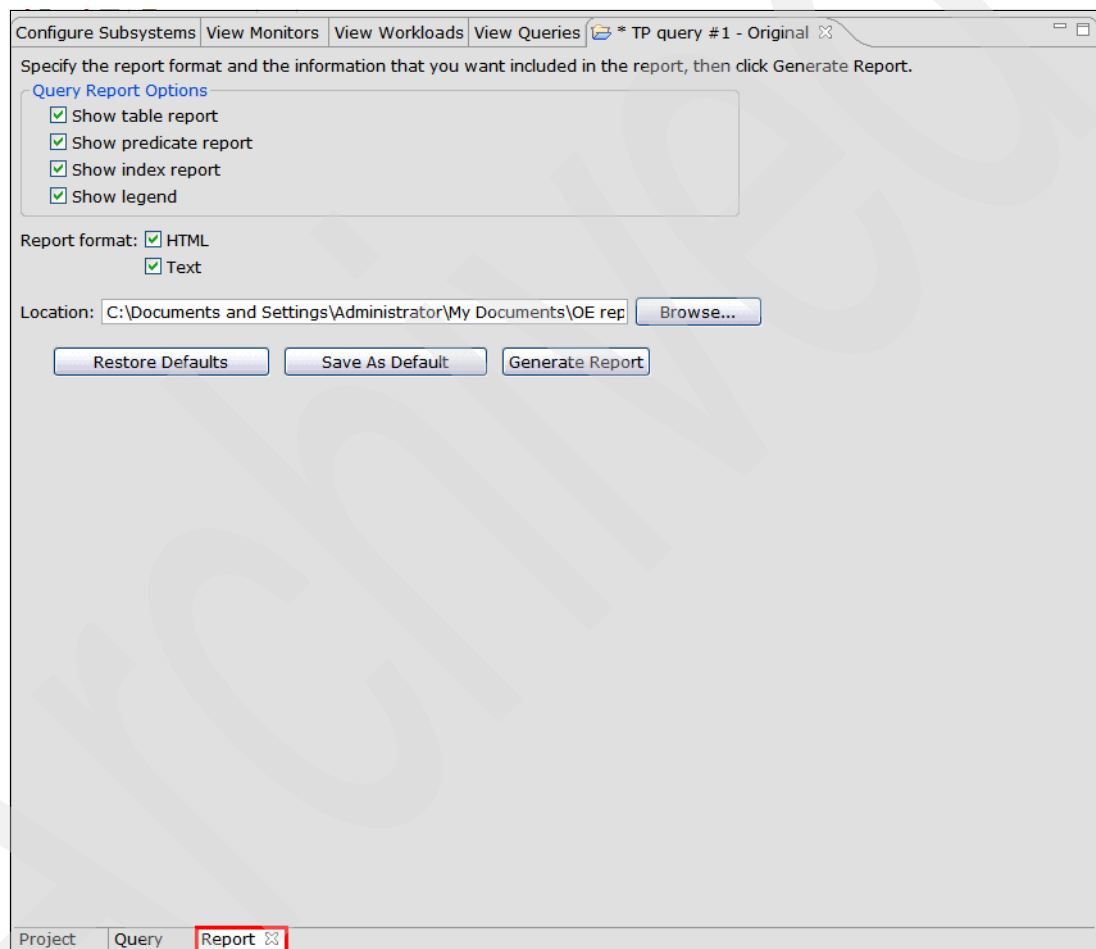 Configure Subsystems View Monitors View Workloads View Queries * TP query #1 - Original
Specify the report format and the information that you want included in the report, then click Generate Report.
Query Report Options
Show table report
Show predicate report
Show index report
Show legend
Report format: HTML
Text
Location: C:\Documents and Settings\Administrator\My Documents\OE rep Browse...
Restore Defaults Save As Default Generate Report
Project Query Report